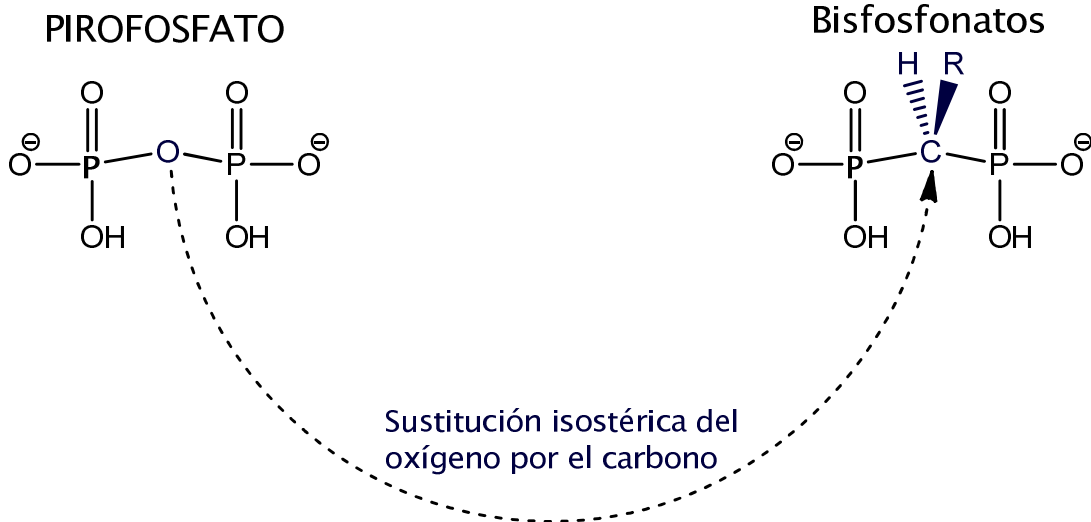 PIROFOSFATO
O O
O⊖ P O P O⊖
OH OH
Bisfosfonatos
H R
O O
O⊖ P C P O⊖
OH OH
Sustitución isostérica del
oxígeno por el carbono